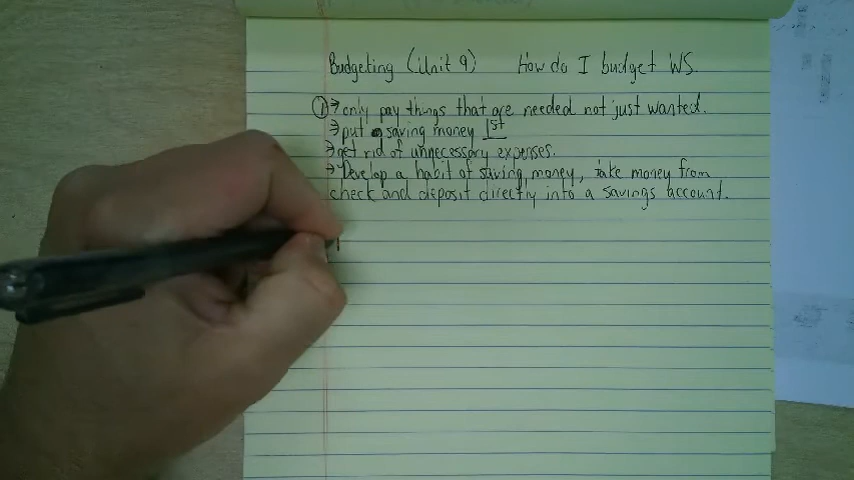 Budgeting (Unit 9) How do I budget WS.
① → only pay things that are needed not just wanted.
→ put saving money 1st
→ get rid of unnecessary expenses.
→ Develop a habit of saving money, take money from
check and deposit directly into a savings account.